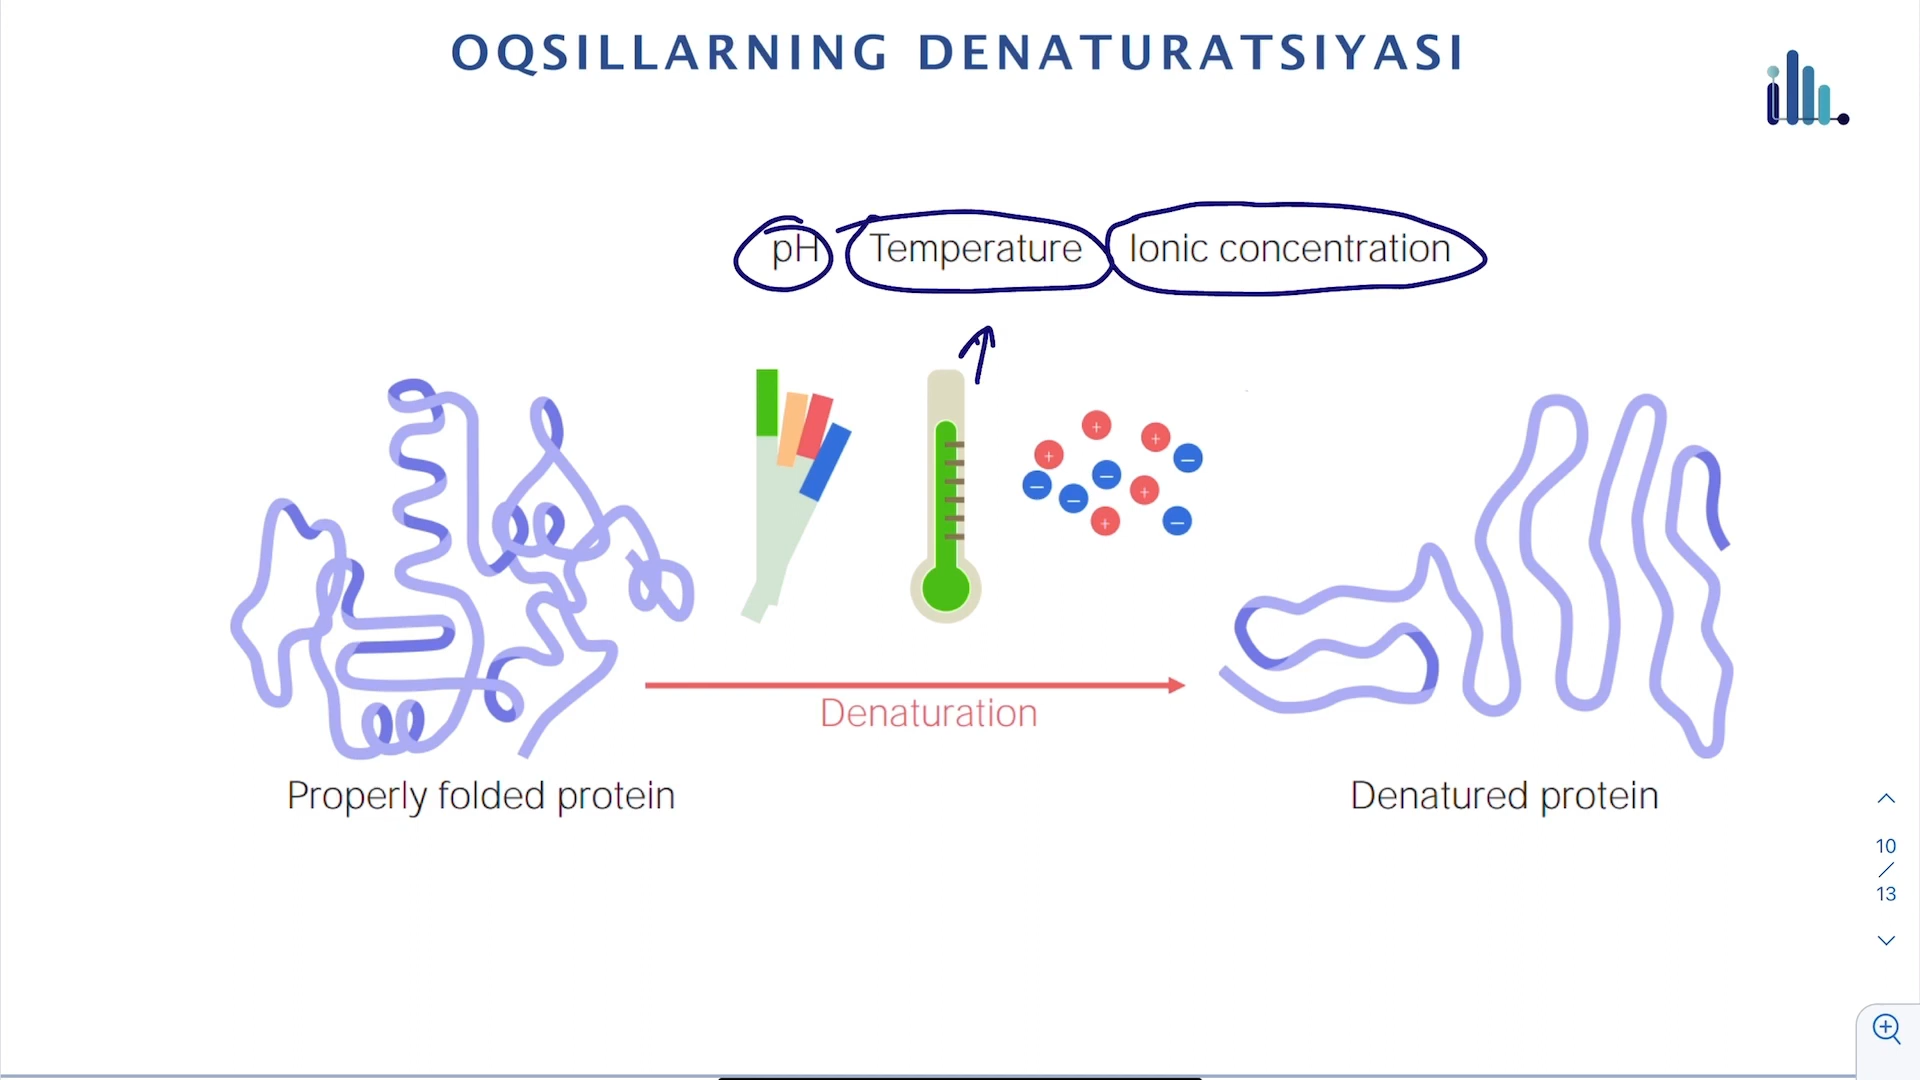 OQSILLARNING DENATURATSIYASI
pH Temperature Ionic concentration
+ + + − − − − + − + −
Denaturation
Properly folded protein Denatured protein
10
/
13